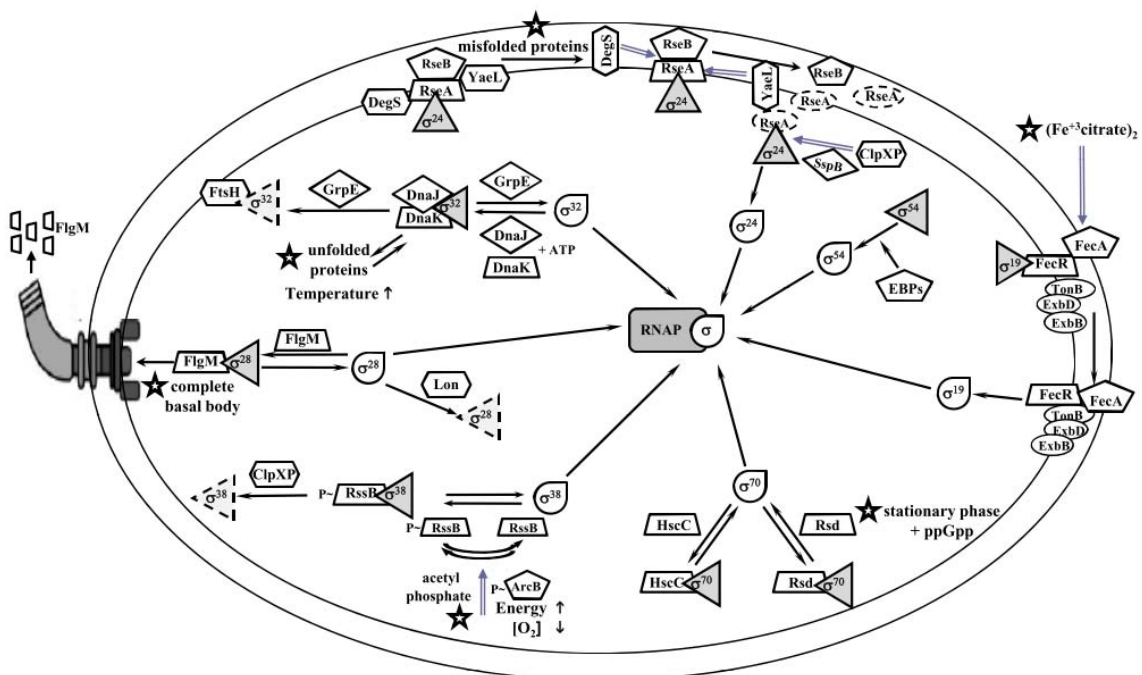 misfolded proteins
RseB
RseA
YaeL
DegS
σ24
DegS
RseB
RseA
σ24
YaeL
RseB
RseA
RseA
RseA
σ24
SspB
ClpXP
σ24
(Fe+3citrate)2
FecA
σ19
FecR
TonB
ExbD
ExbB
FtsH
σ32
GrpE
DnaJ
DnaK
σ32
GrpE
DnaJ
DnaK
+ ATP
σ32
unfolded
proteins
Temperature ↑
σ54
σ54
EBPs
FlgM
RNAP
σ
FlgM
σ28
FlgM
σ28
complete
basal body
Lon
σ28
σ19
FecR
FecA
TonB
ExbD
ExbB
σ38
ClpXP
P~
RssB
σ38
σ38
P~
RssB
RssB
acetyl
phosphate
P~
ArcB
Energy ↑
[O2] ↓
σ70
HscC
Rsd
stationary phase
+ ppGpp
HscC
σ70
Rsd
σ70